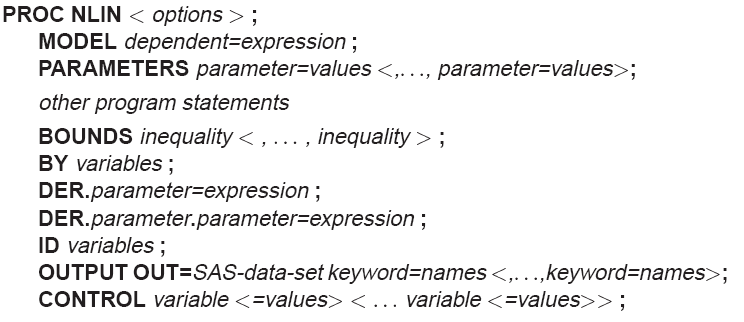 PROC NLIN < options > ;
MODEL dependent=expression ;
PARAMETERS parameter=values <,..., parameter=values>;
other program statements
BOUNDS inequality < , ... , inequality > ;
BY variables ;
DER.parameter=expression ;
DER.parameter.parameter=expression ;
ID variables ;
OUTPUT OUT=SAS-data-set keyword=names <,...,keyword=names>;
CONTROL variable <=values> < ... variable <=values>> ;